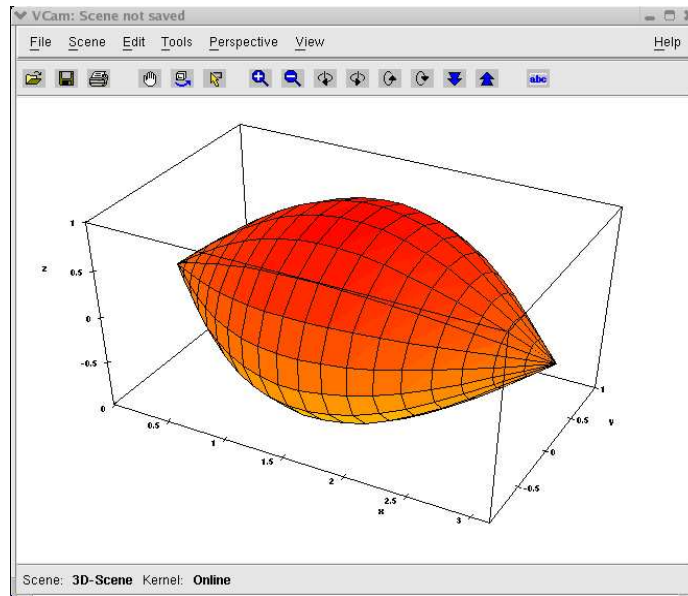 VCam: Scene not saved
File Scene Edit Tools Perspective View Help
abc
1
z
0.5
0
-0.5
0
0.5
1
1.5
2
x
2.5
3
1
0.5
y
0
-0.5
Scene: 3D-Scene Kernel: Online